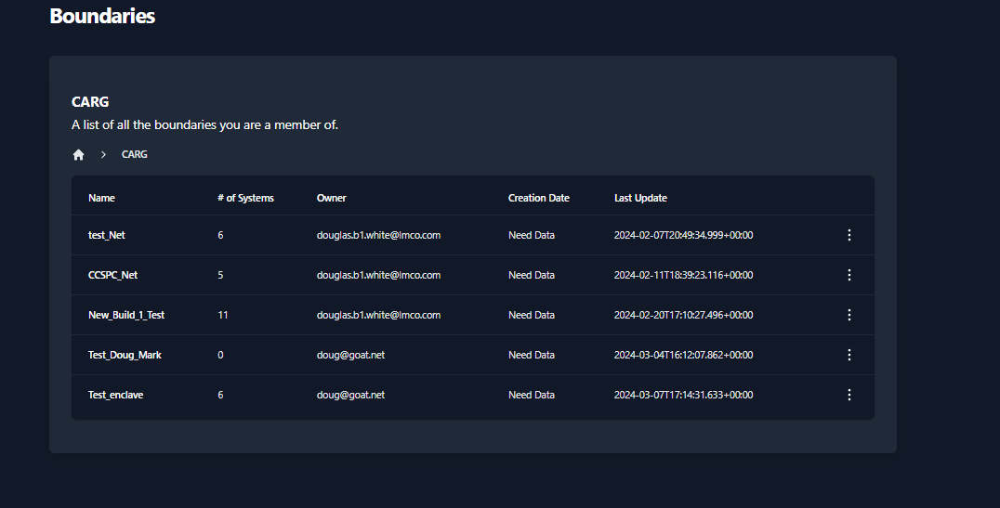 Boundaries
CARG
A list of all the boundaries you are a member of.
CARG
Name # of Systems Owner Creation Date Last Update
test_Net 6 douglas.b1.white@lmco.com Need Data 2024-02-07T20:49:34.999+00:00
CCSPC_Net 5 douglas.b1.white@lmco.com Need Data 2024-02-11T18:39:23.116+00:00
New_Build_1_Test 11 douglas.b1.white@lmco.com Need Data 2024-02-20T17:10:27.496+00:00
Test_Doug_Mark 0 doug@goat.net Need Data 2024-03-04T16:12:07.862+00:00
Test_enclave 6 doug@goat.net Need Data 2024-03-07T17:14:31.633+00:00